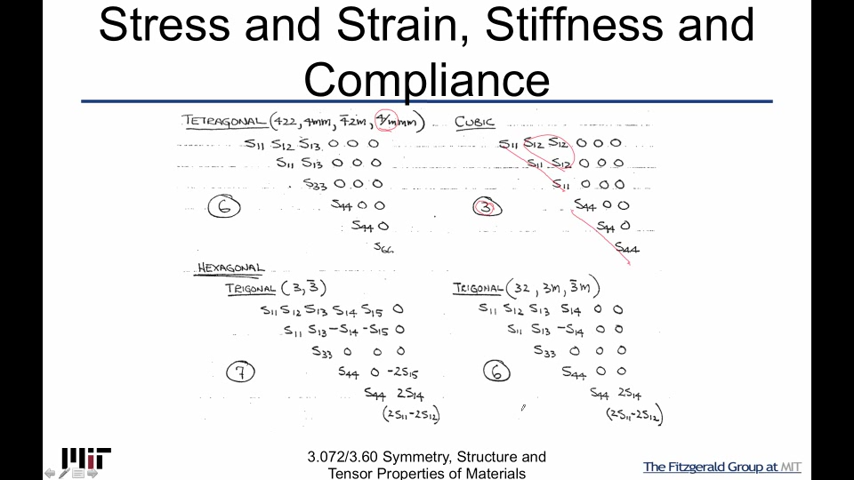 Stress and Strain, Stiffness and
Compliance
TETRAGONAL (422, 4mm, 4̄2m, 4/mmm)
S11 S12 S13 0 0 0
S11 S13 0 0 0
S33 0 0 0
6 S44 0 0
S44 0
S66
CUBIC
S11 S12 S12 0 0 0
S11 S12 0 0 0
S11 0 0 0
3 S44 0 0
S44 0
S44
HEXAGONAL
TRIGONAL (3, 3̄)
S11 S12 S13 S14 S15 0
S11 S13 -S14 -S15 0
S33 0 0 0
7 S44 0 -2S15
S44 2S14
(2S11-2S12)
TRIGONAL (32, 3m, 3̄m)
S11 S12 S13 S14 0 0
S11 S13 -S14 0 0
S33 0 0 0
6 S44 0 0
S44 2S14
(2S11-2S12)
MIT
3.072/3.60 Symmetry, Structure and
Tensor Properties of Materials
The Fitzgerald Group at MIT